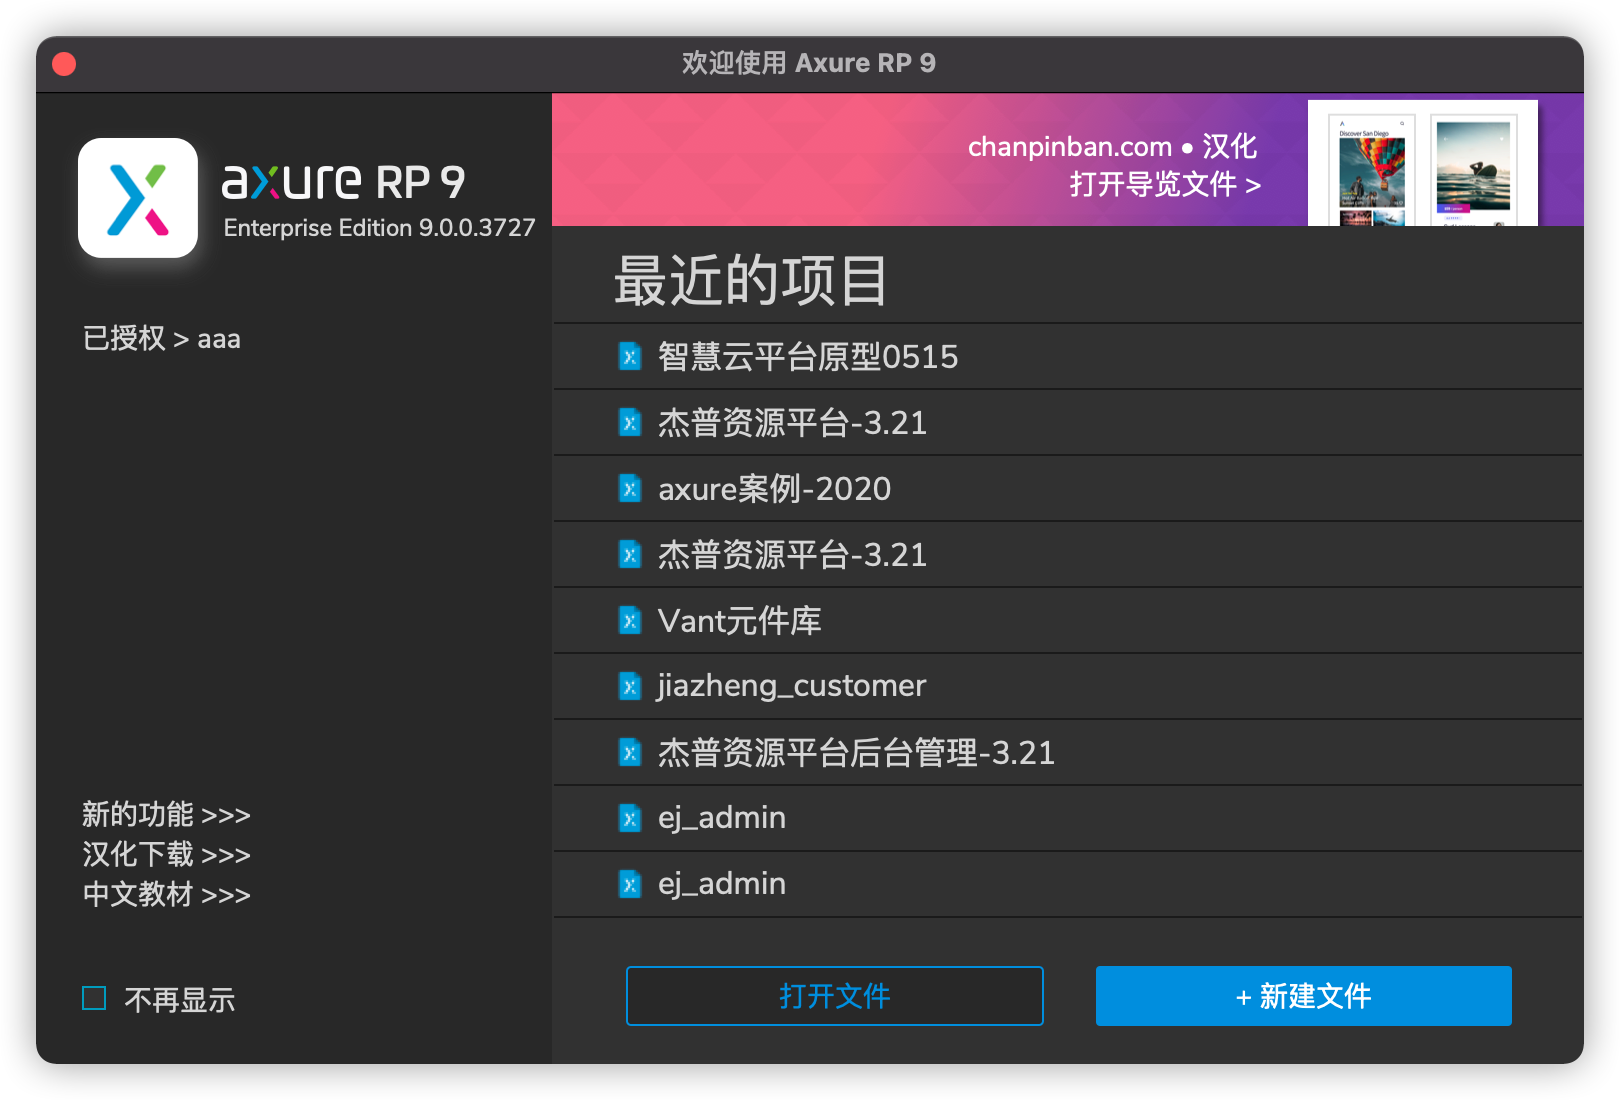 欢迎使用 Axure RP 9
axure RP 9
Enterprise Edition 9.0.0.3727
已授权 > aaa
新的功能 >>>
汉化下载 >>>
中文教材 >>>
不再显示
chanpinban.com • 汉化
打开导览文件 >
Discover San Diego
最近的项目
智慧云平台原型0515
杰普资源平台-3.21
axure案例-2020
杰普资源平台-3.21
Vant元件库
jiazheng_customer
杰普资源平台后台管理-3.21
ej_admin
ej_admin
打开文件
+ 新建文件